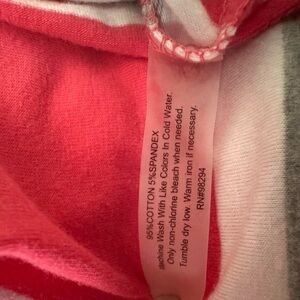 95%COTTON 5%SPANDEX
Machine Wash With Like Colors In Cold Water.
Only non-chlorine bleach when needed.
Tumble dry low. Warm iron if necessary.
RN#98294